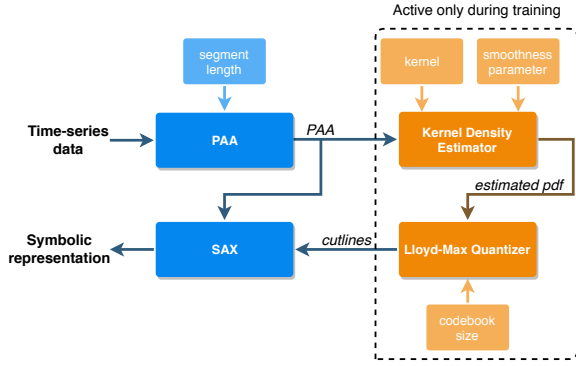 Active only during training
segment
length
kernel
smoothness
parameter
Time-series
data
PAA
PAA
Kernel Density
Estimator
estimated pdf
Symbolic
representation
SAX
cutlines
Lloyd-Max Quantizer
codebook
size